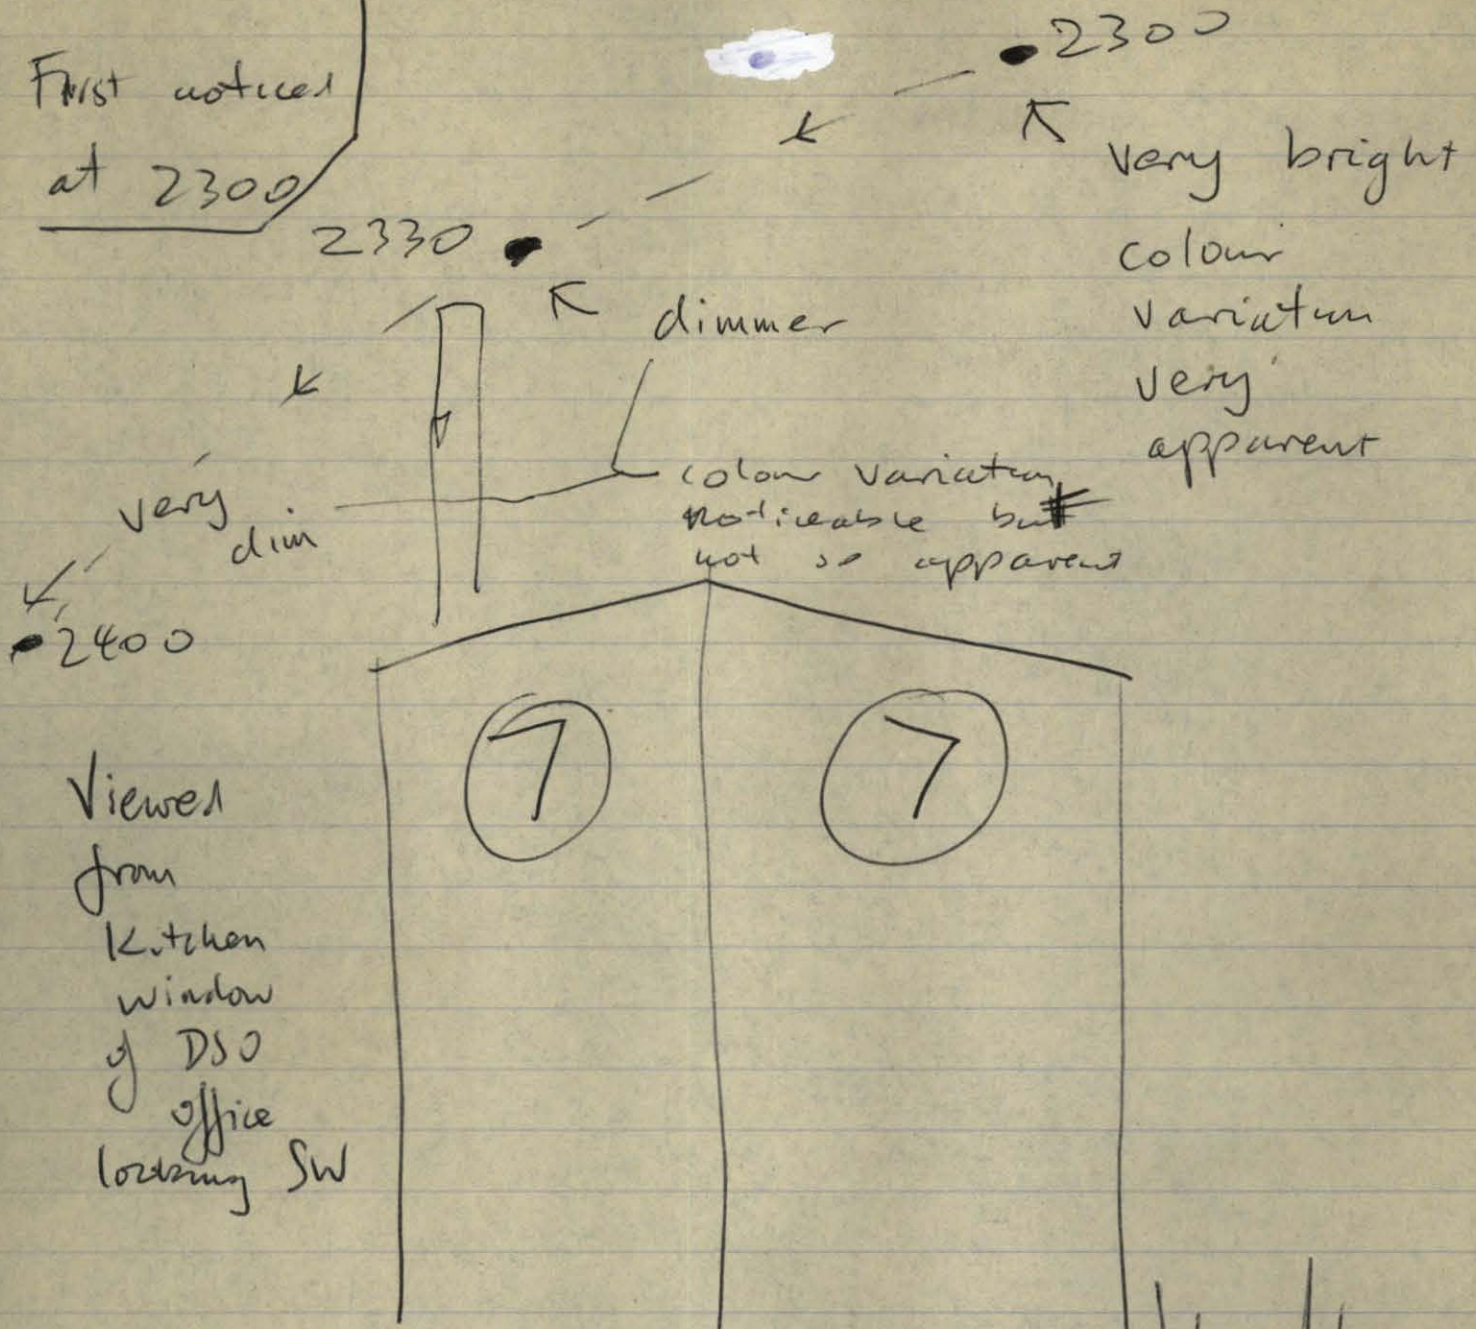 First noticed
at 2300
2300
very bright
colour
variation
very
apparent
2330
dimmer
colour variation
noticeable but
not so apparent
very
dim
2400
7
7
Viewed
from
Kitchen
window
of DSO
office
looking SW